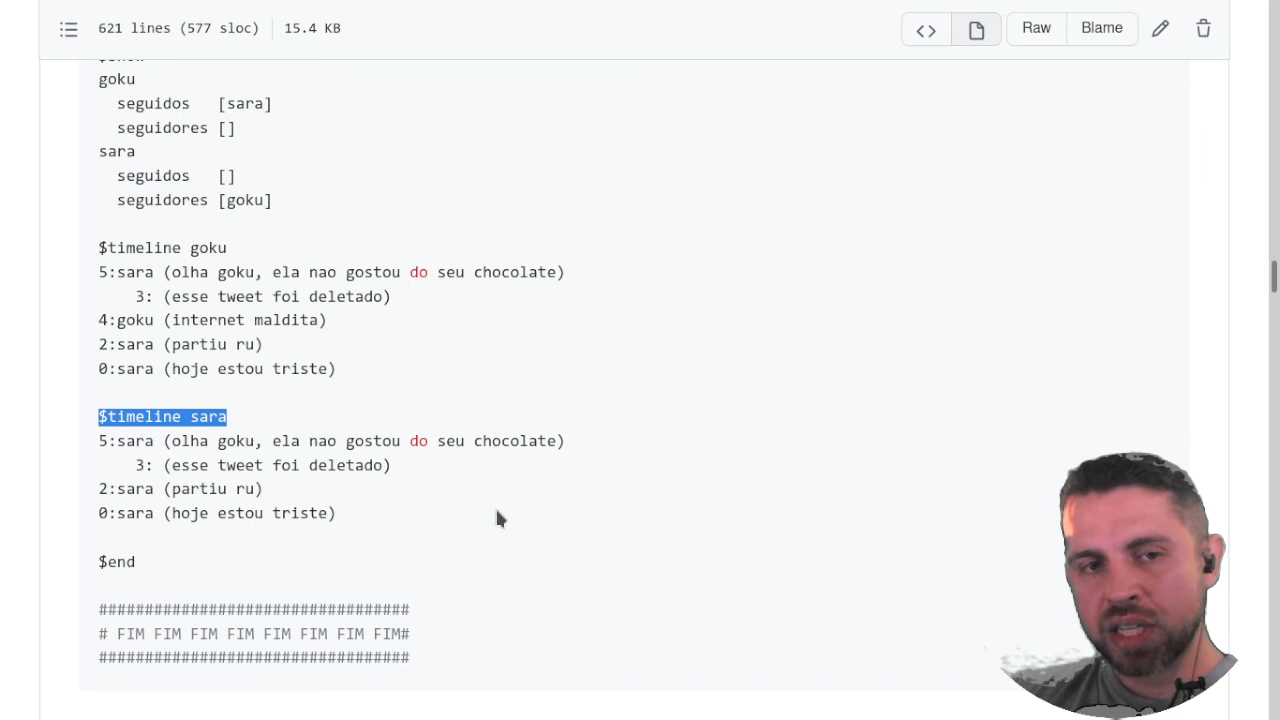 621 lines (577 sloc) 15.4 KB Raw Blame
goku
seguidos [sara]
seguidores []
sara
seguidos []
seguidores [goku]
$timeline goku
5:sara (olha goku, ela nao gostou do seu chocolate)
3: (esse tweet foi deletado)
4:goku (internet maldita)
2:sara (partiu ru)
0:sara (hoje estou triste)
$timeline sara
5:sara (olha goku, ela nao gostou do seu chocolate)
3: (esse tweet foi deletado)
2:sara (partiu ru)
0:sara (hoje estou triste)
$end
##################################
# FIM FIM FIM FIM FIM FIM FIM FIM#
##################################